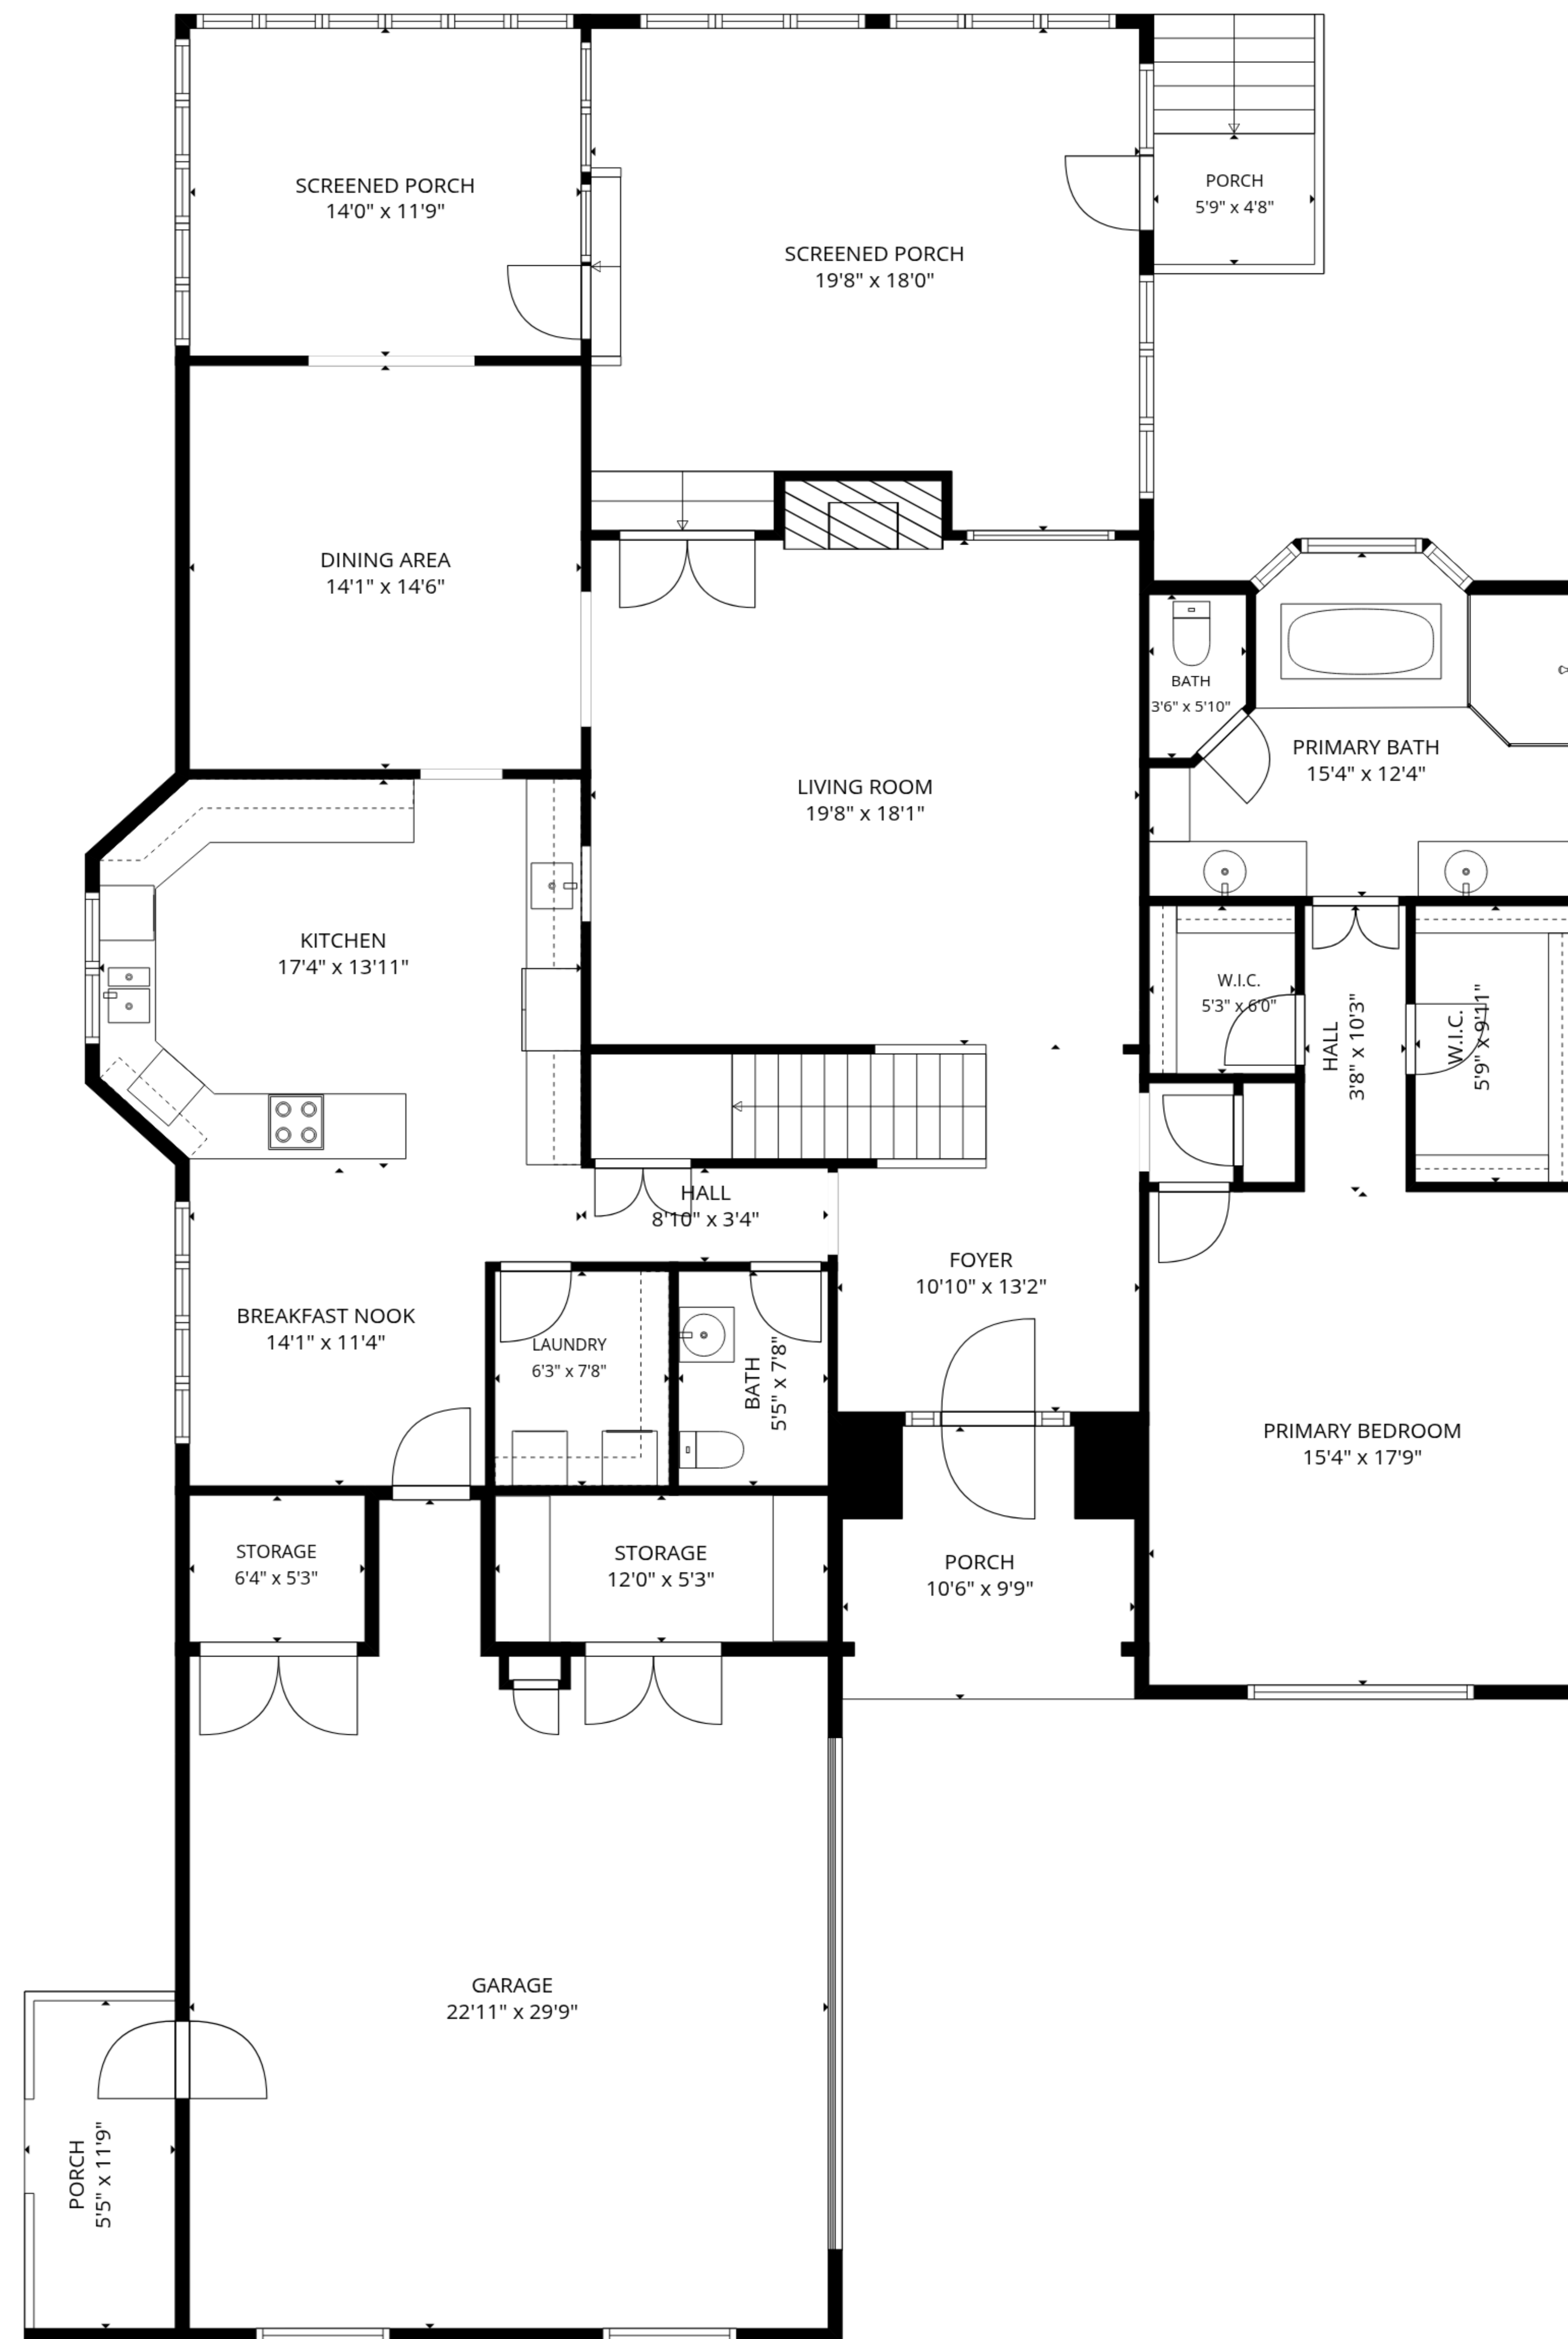 SCREENED PORCH
14'0" x 11'9"
PORCH
5'9" x 4'8"
SCREENED PORCH
19'8" x 18'0"
DINING AREA
14'1" x 14'6"
BATH
3'6" x 5'10"
PRIMARY BATH
15'4" x 12'4"
LIVING ROOM
19'8" x 18'1"
KITCHEN
17'4" x 13'11"
W.I.C.
5'3" x 6'0"
HALL
3'8" x 10'3"
W.I.C.
5'9" x 9'11"
HALL
8'10" x 3'4"
FOYER
10'10" x 13'2"
BREAKFAST NOOK
14'1" x 11'4"
LAUNDRY
6'3" x 7'8"
BATH
5'5" x 7'8"
PRIMARY BEDROOM
15'4" x 17'9"
STORAGE
6'4" x 5'3"
STORAGE
12'0" x 5'3"
PORCH
10'6" x 9'9"
GARAGE
22'11" x 29'9"
PORCH
5'5" x 11'9"